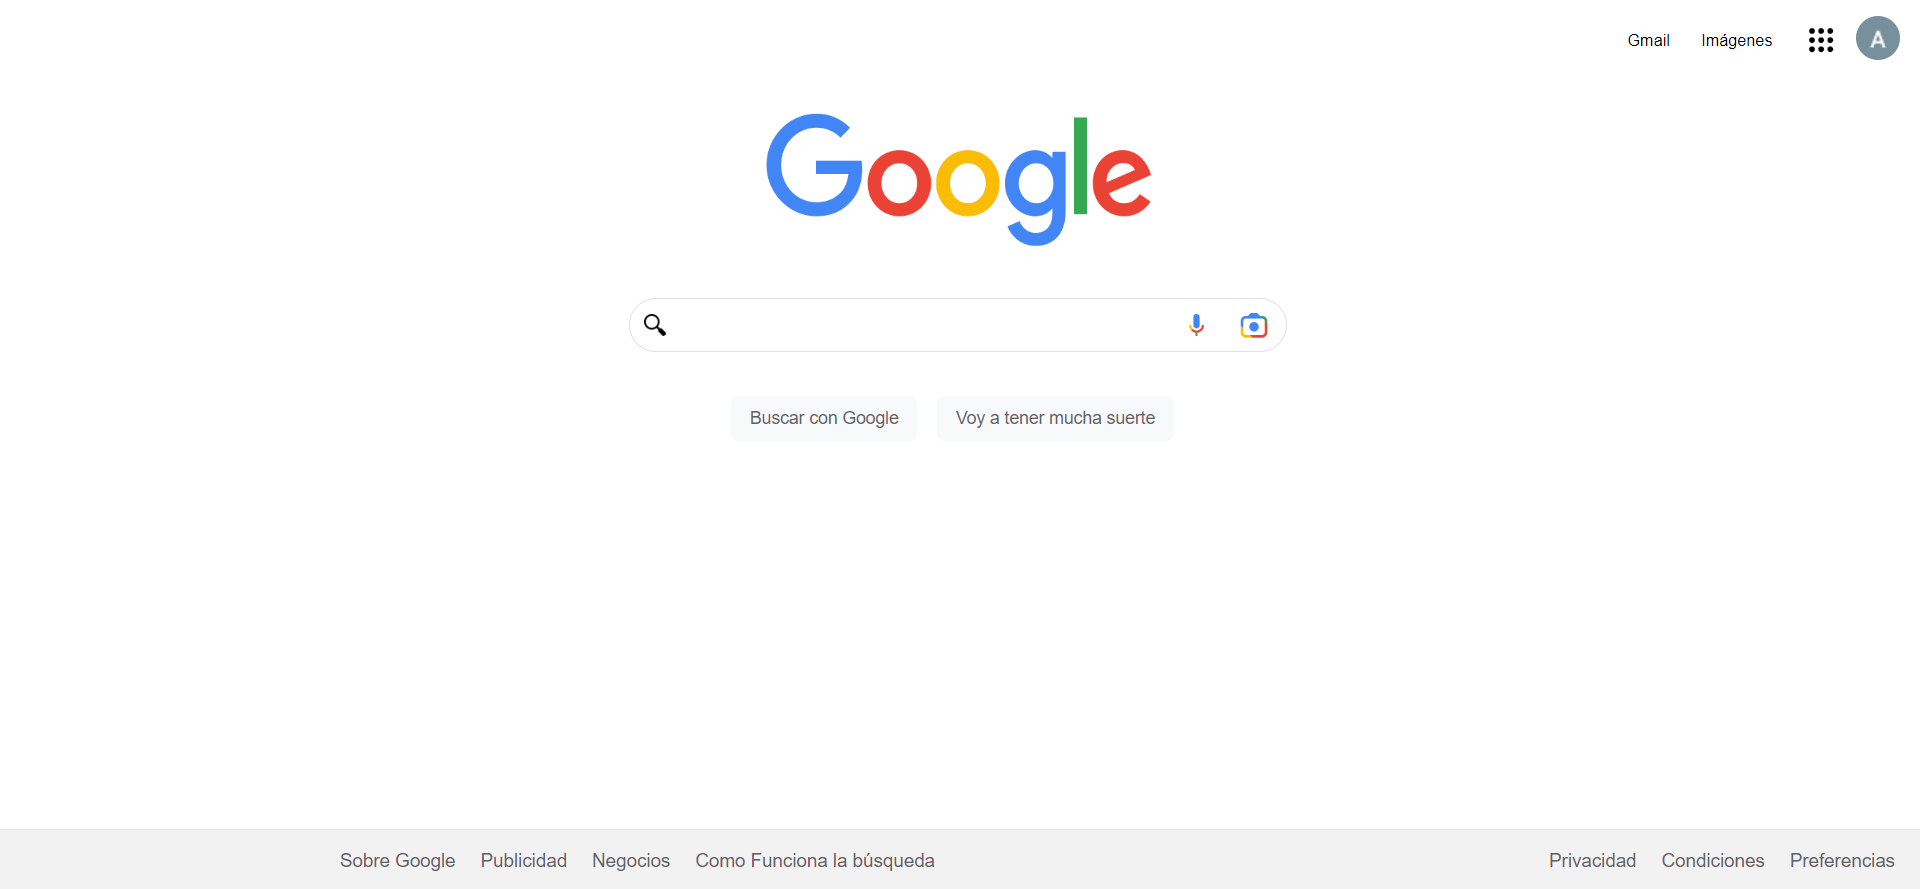 Gmail Imágenes A
Google
Buscar con Google Voy a tener mucha suerte
Sobre Google Publicidad Negocios Como Funciona la búsqueda Privacidad Condiciones Preferencias